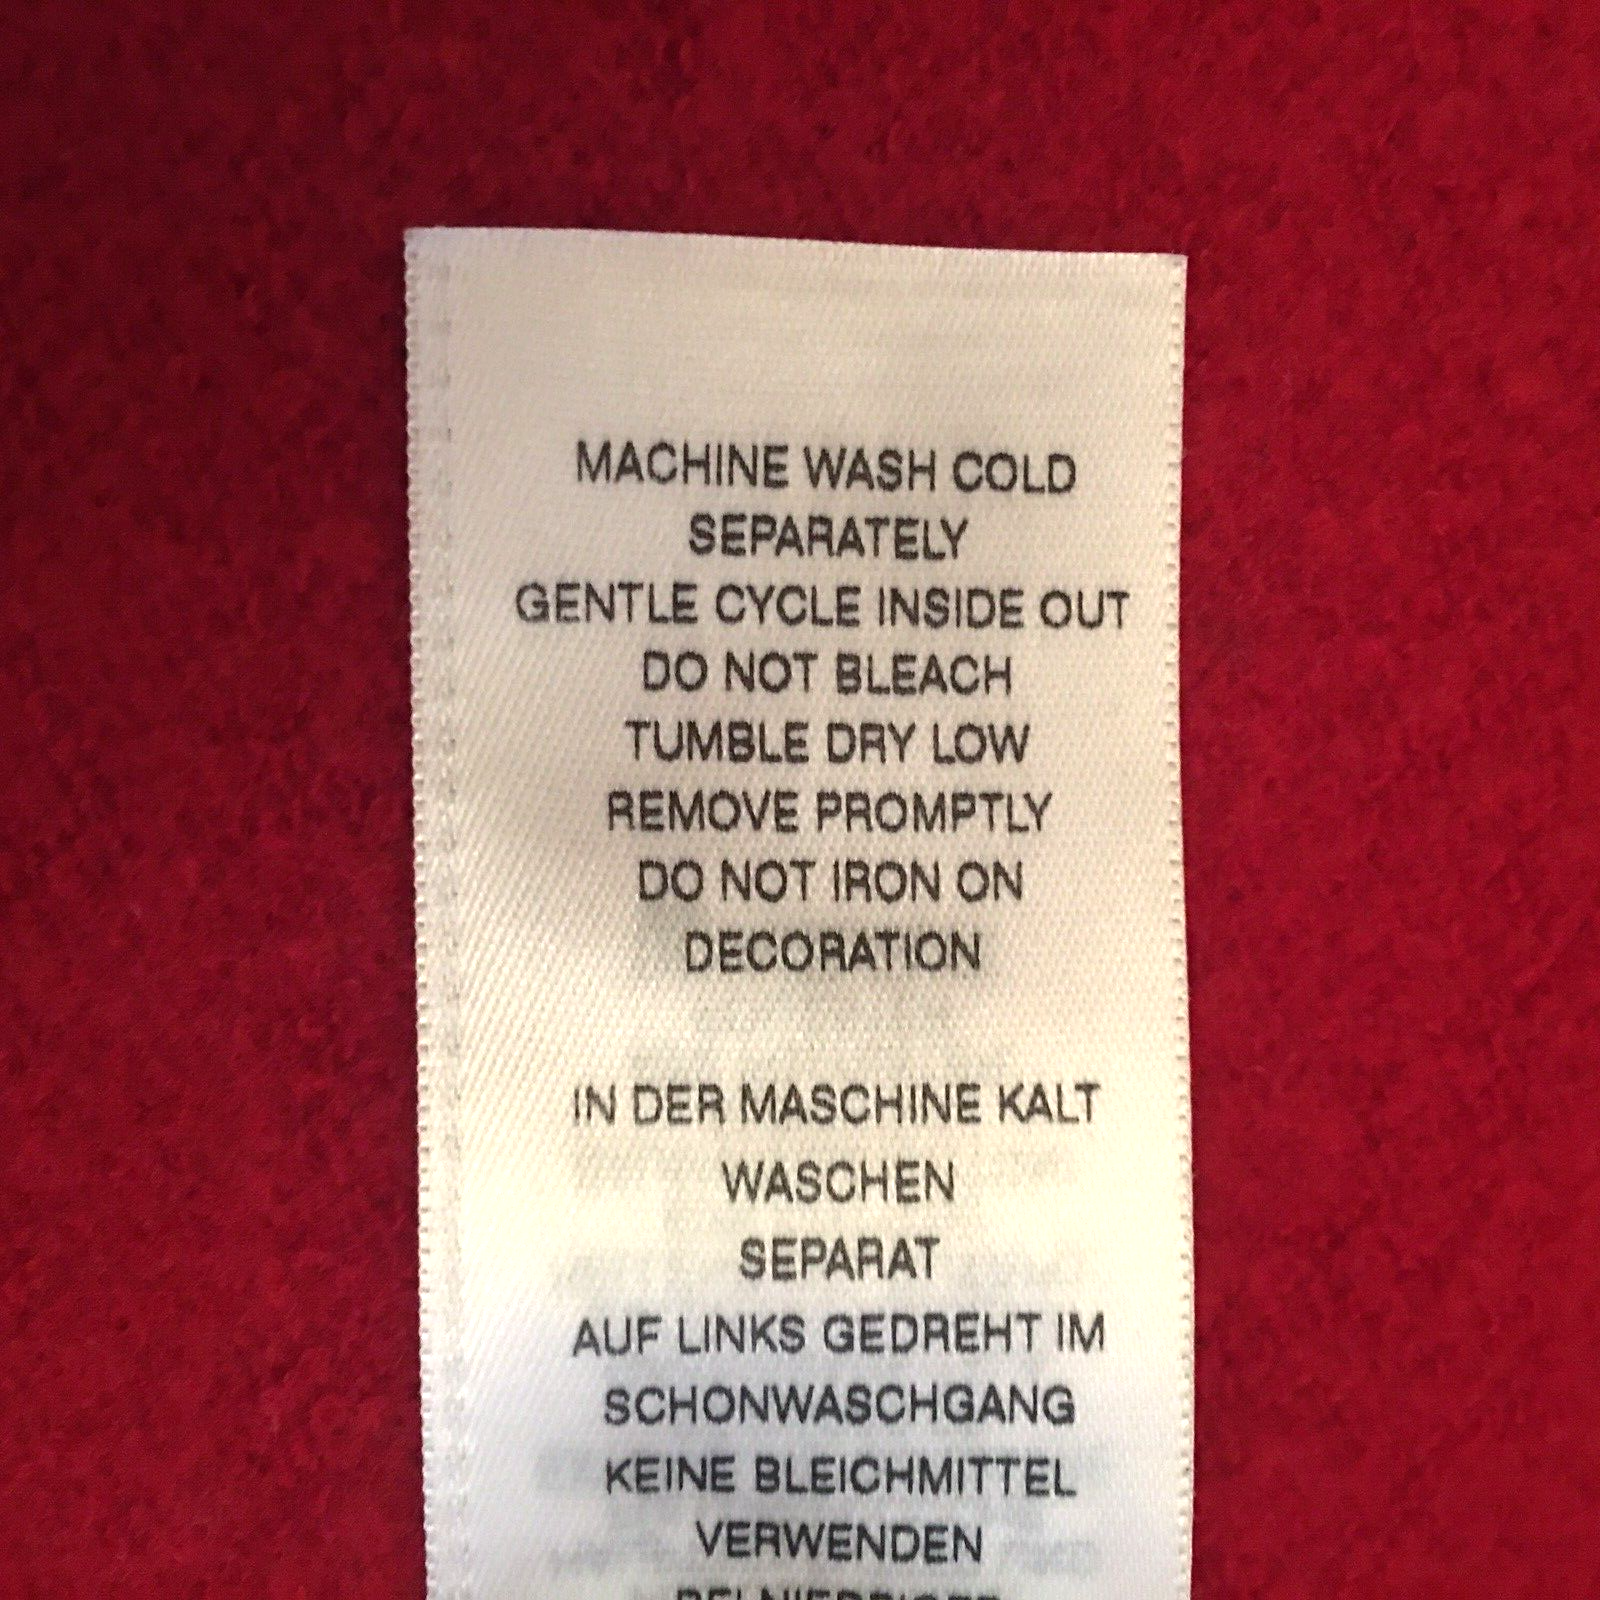 MACHINE WASH COLD
SEPARATELY
GENTLE CYCLE INSIDE OUT
DO NOT BLEACH
TUMBLE DRY LOW
REMOVE PROMPTLY
DO NOT IRON ON
DECORATION
IN DER MASCHINE KALT
WASCHEN
SEPARAT
AUF LINKS GEDREHT IM
SCHONWASCHGANG
KEINE BLEICHMITTEL
VERWENDEN